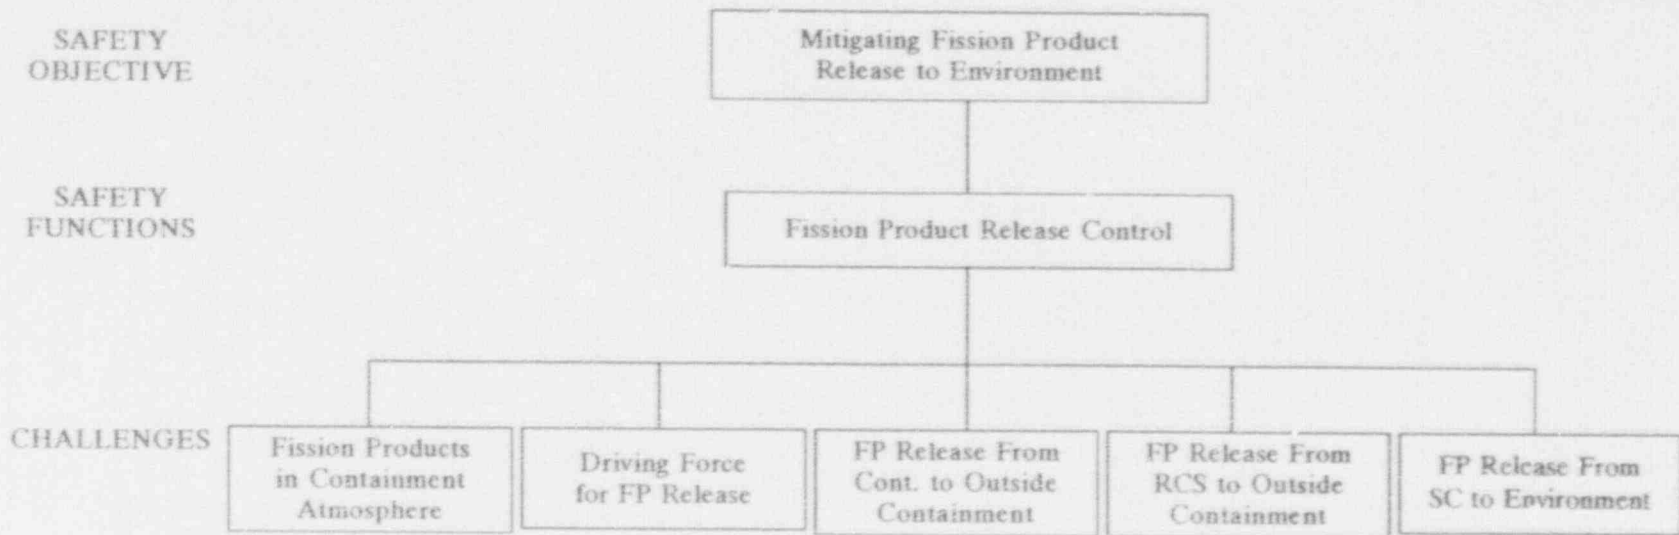 SAFETY
OBJECTIVE
Mitigating Fission Product
Release to Environment
SAFETY
FUNCTIONS
Fission Product Release Control
CHALLENGES
Fission Products
in Containment
Atmosphere
Driving Force
for FP Release
FP Release From
Cont. to Outside
Containment
FP Release From
RCS to Outside
Containment
FP Release From
SC to Environment